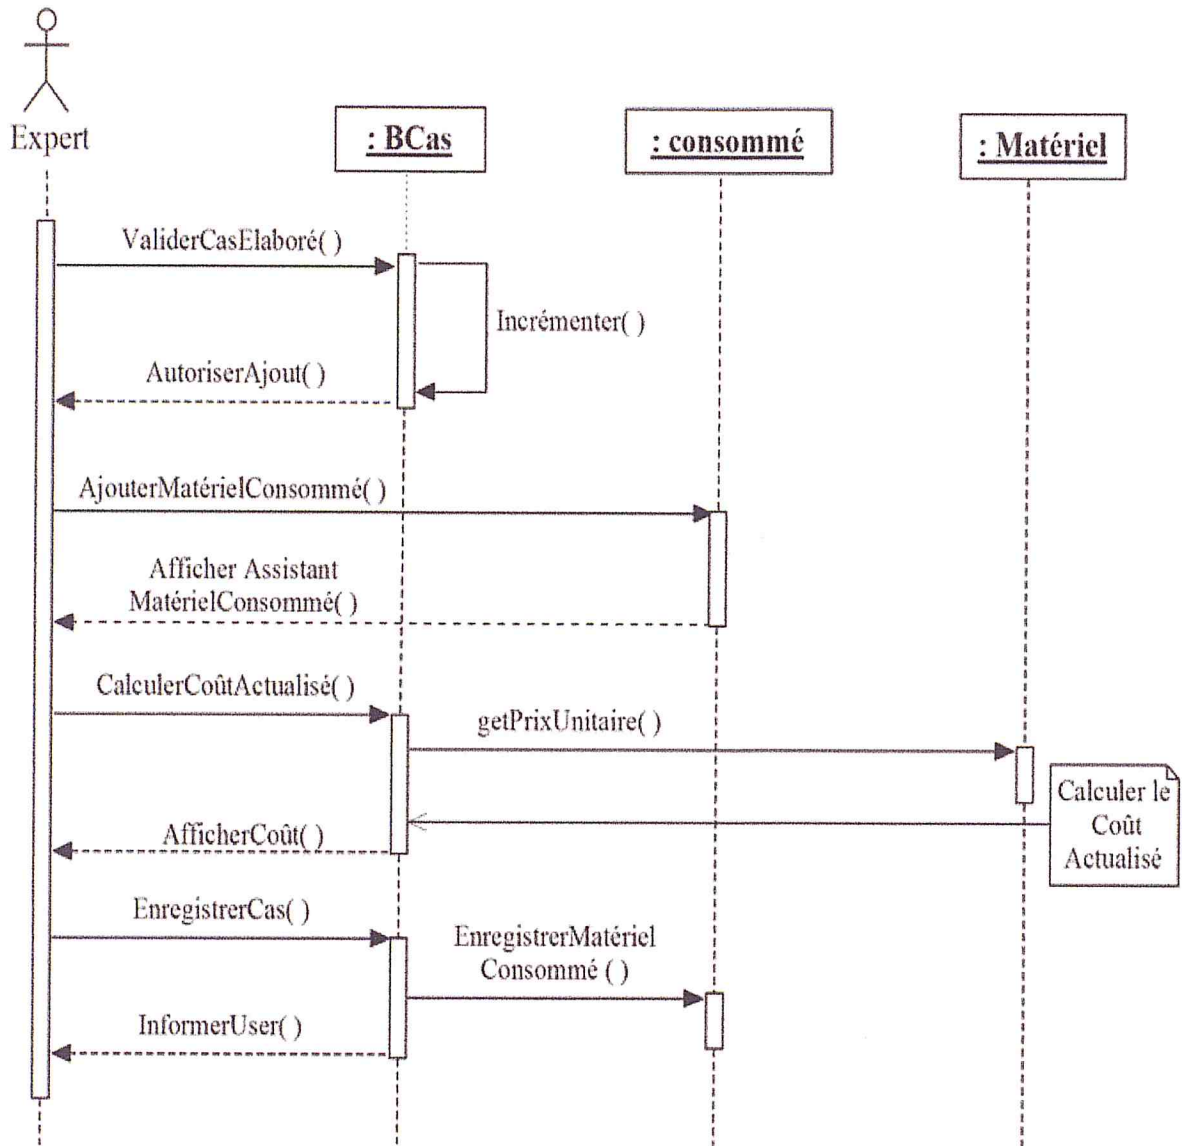 Expert
: BCas
: consommé
: Matériel
ValiderCasElaboré( )
Incrémenter( )
AutoriserAjout( )
AjouterMatérielConsommé( )
Afficher Assistant
MatérielConsommé( )
CalculerCoûtActualisé( )
getPrixUnitaire( )
Calculer le
Coût
Actualisé
AfficherCoût( )
EnregistrerCas( )
EnregistrerMatériel
Consommé ( )
InformerUser( )